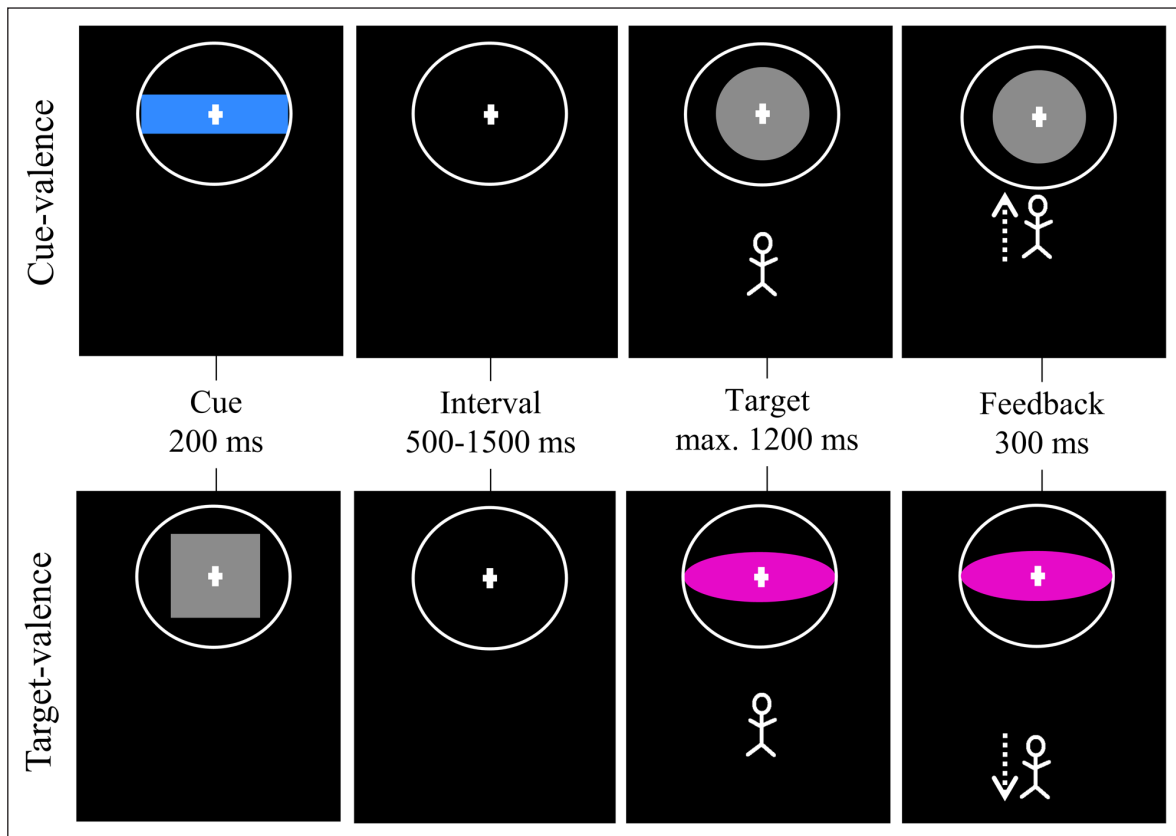 Cue-valence
Cue
200 ms
Interval
500-1500 ms
Target
max. 1200 ms
Feedback
300 ms
Target-valence